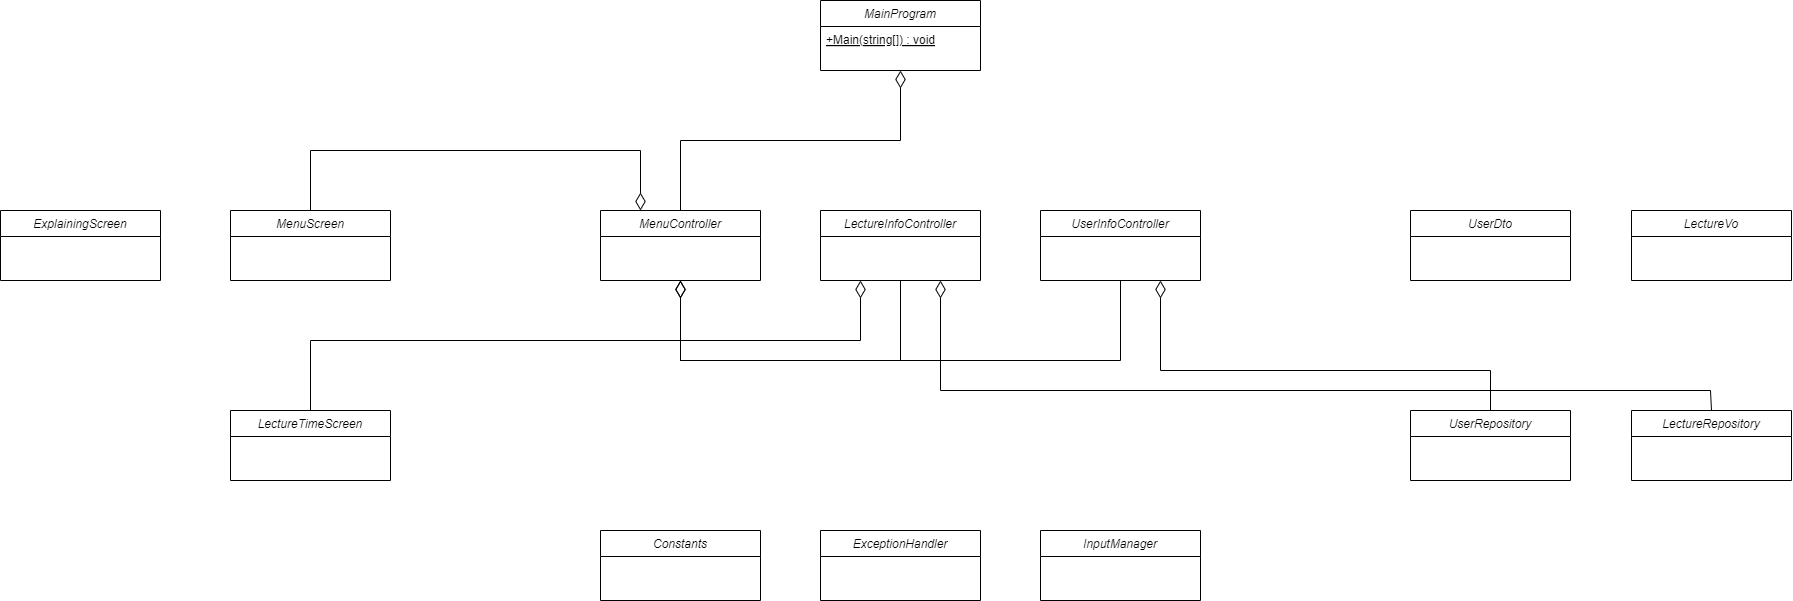 MainProgram
+Main(string[]) : void
ExplainingScreen
MenuScreen
MenuController
LectureInfoController
UserInfoController
UserDto
LectureVo
LectureTimeScreen
UserRepository
LectureRepository
Constants
ExceptionHandler
InputManager